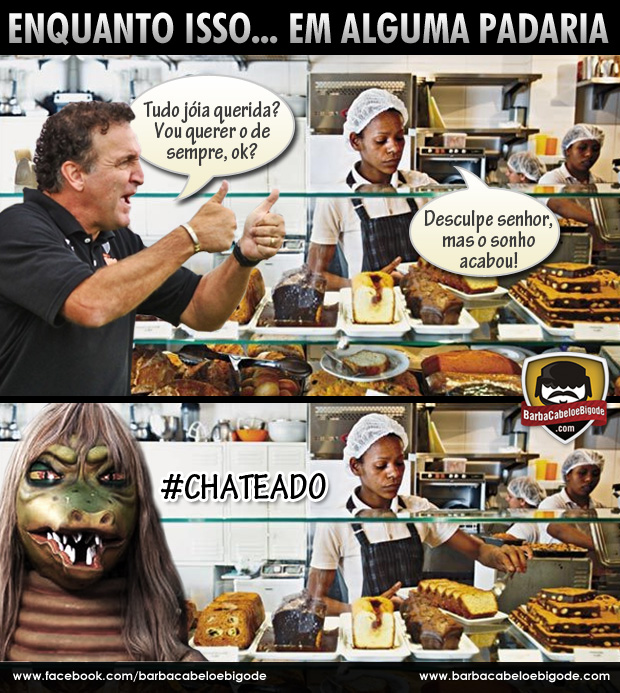 ENQUANTO ISSO... EM ALGUMA PADARIA
Tudo jóia querida?
Vou querer o de
sempre, ok?
Desculpe senhor,
mas o sonho
acabou!
BarbaCabeloeBigode
.com
#CHATEADO
www.facebook.com/barbacabeloebigode
www.barbacabeloebigode.com